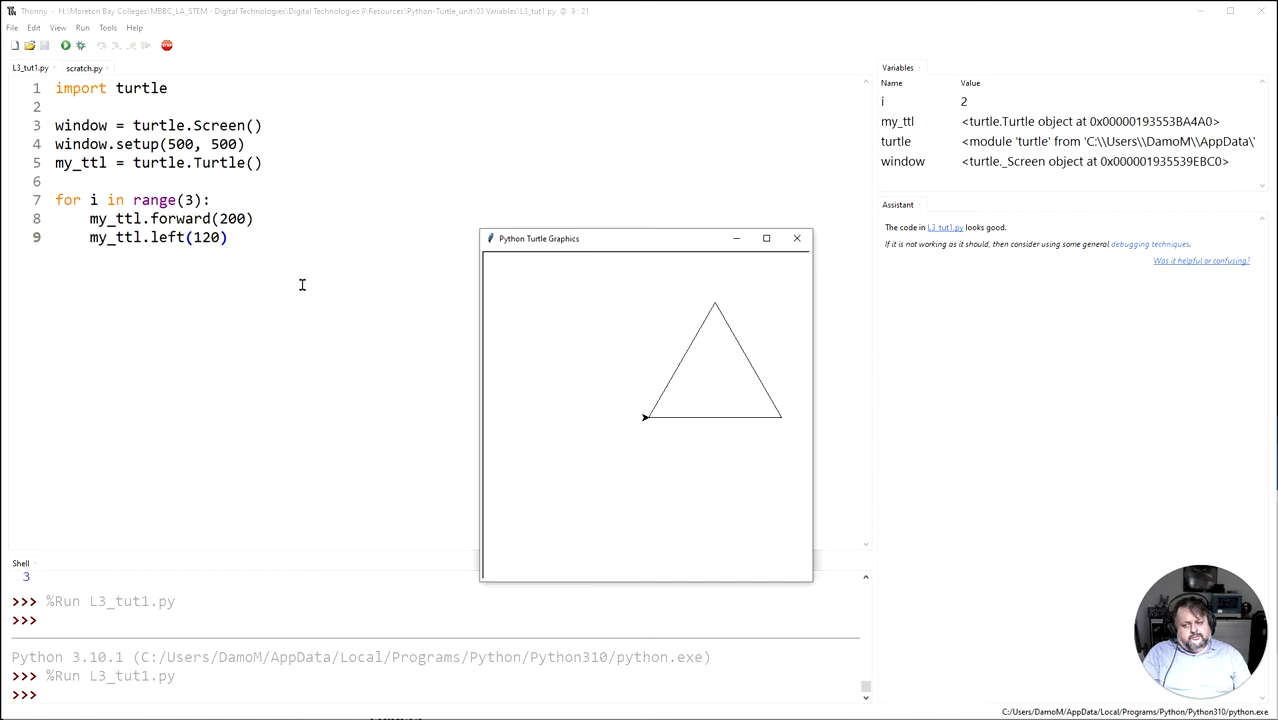 Thonny - H:\Moreton Bay Colleges\MBBC_LA_STEM - Digital Technologies\Digital Technologies 9\Resources\Python-Turtle_unit\03 Variables\L3_tut1.py @ 9 : 21
File Edit View Run Tools Help
L3_tut1.py scratch.py
1 import turtle
2
3 window = turtle.Screen()
4 window.setup(500, 500)
5 my_ttl = turtle.Turtle()
6
7 for i in range(3):
8 my_ttl.forward(200)
9 my_ttl.left(120)
Python Turtle Graphics
Variables
Name Value
i 2
my_ttl <turtle.Turtle object at 0x00000193553BA4A0>
turtle <module 'turtle' from 'C:\\Users\\DamoM\\AppData\\
window <turtle._Screen object at 0x000001935539EBC0>
Assistant
The code in L3_tut1.py looks good.
If it is not working as it should, then consider using some general debugging techniques.
Was it helpful or confusing?
Shell
3
>>> %Run L3_tut1.py
>>>
Python 3.10.1 (C:/Users/DamoM/AppData/Local/Programs/Python/Python310/python.exe)
>>> %Run L3_tut1.py
>>>
C:/Users/DamoM/AppData/Local/Programs/Python/Python310/python.exe